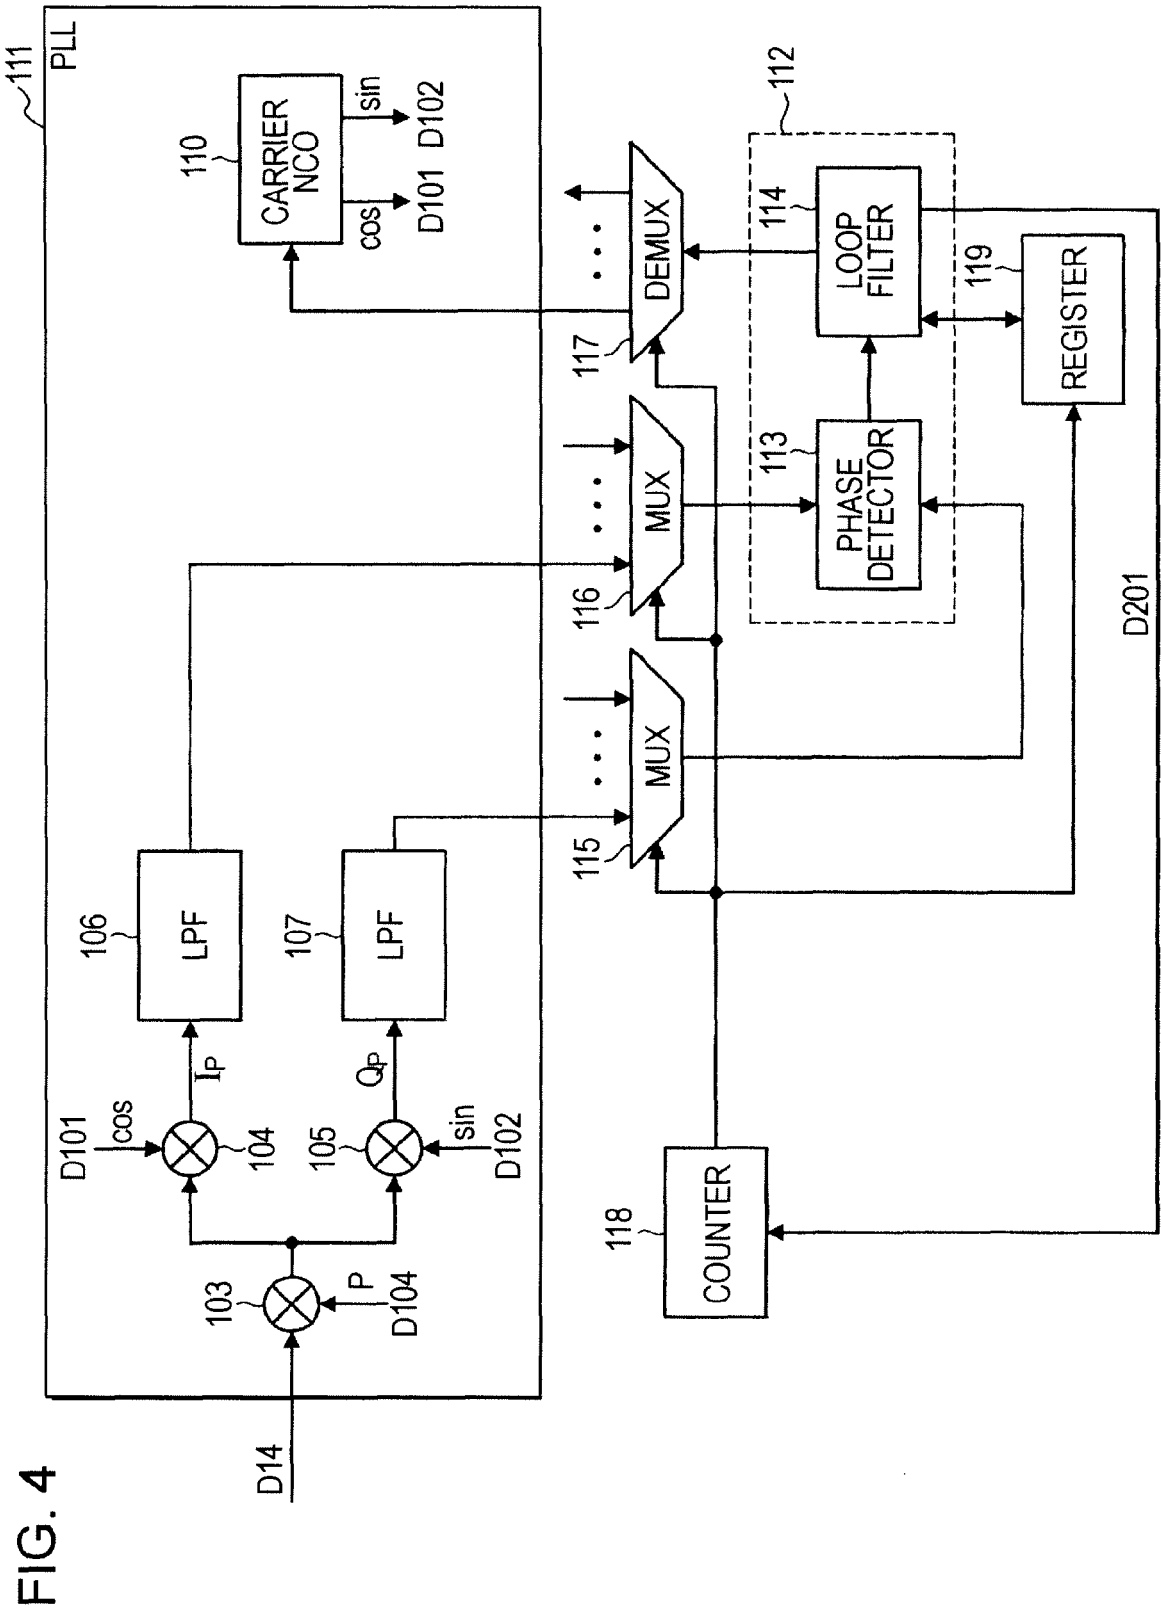 FIG. 4
111
PLL
D14
103
P
D104
D101
cos
104
105
sin
D102
IP
QP
106
LPF
107
LPF
110
CARRIER
NCO
cos
D101
sin
D102
115
MUX
116
MUX
117
DEMUX
112
113
PHASE
DETECTOR
114
LOOP
FILTER
119
REGISTER
118
COUNTER
D201